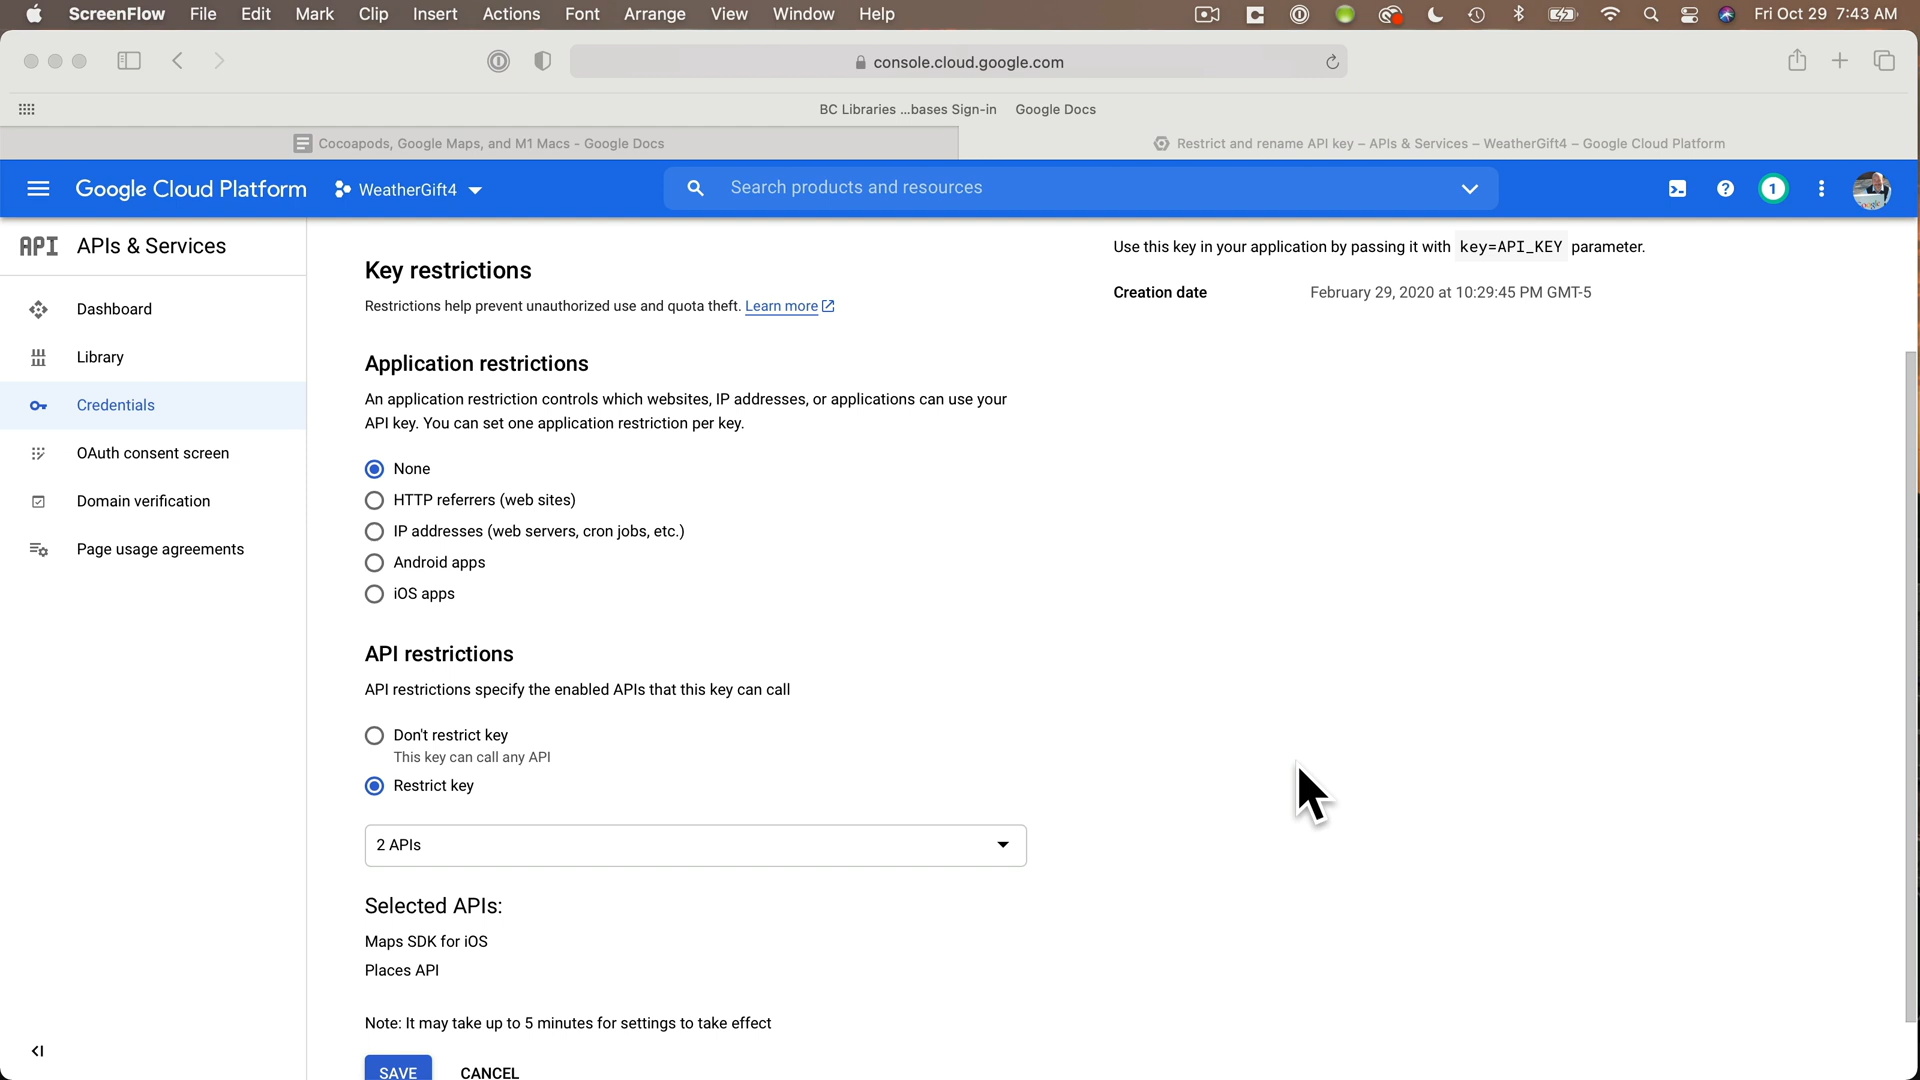 ScreenFlow File Edit Mark Clip Insert Actions Font Arrange View Window Help Fri Oct 29 7:43 AM
console.cloud.google.com
BC Libraries ...bases Sign-in Google Docs
Cocoapods, Google Maps, and M1 Macs - Google Docs
Restrict and rename API key – APIs & Services – WeatherGift4 – Google Cloud Platform
Google Cloud Platform WeatherGift4 Search products and resources 1
API APIs & Services
Dashboard
Library
Credentials
OAuth consent screen
Domain verification
Page usage agreements
Key restrictions
Restrictions help prevent unauthorized use and quota theft. Learn more
Application restrictions
An application restriction controls which websites, IP addresses, or applications can use your
API key. You can set one application restriction per key.
None
HTTP referrers (web sites)
IP addresses (web servers, cron jobs, etc.)
Android apps
iOS apps
API restrictions
API restrictions specify the enabled APIs that this key can call
Don't restrict key
This key can call any API
Restrict key
2 APIs
Selected APIs:
Maps SDK for iOS
Places API
Note: It may take up to 5 minutes for settings to take effect
SAVE CANCEL
Use this key in your application by passing it with key=API_KEY parameter.
Creation date February 29, 2020 at 10:29:45 PM GMT-5